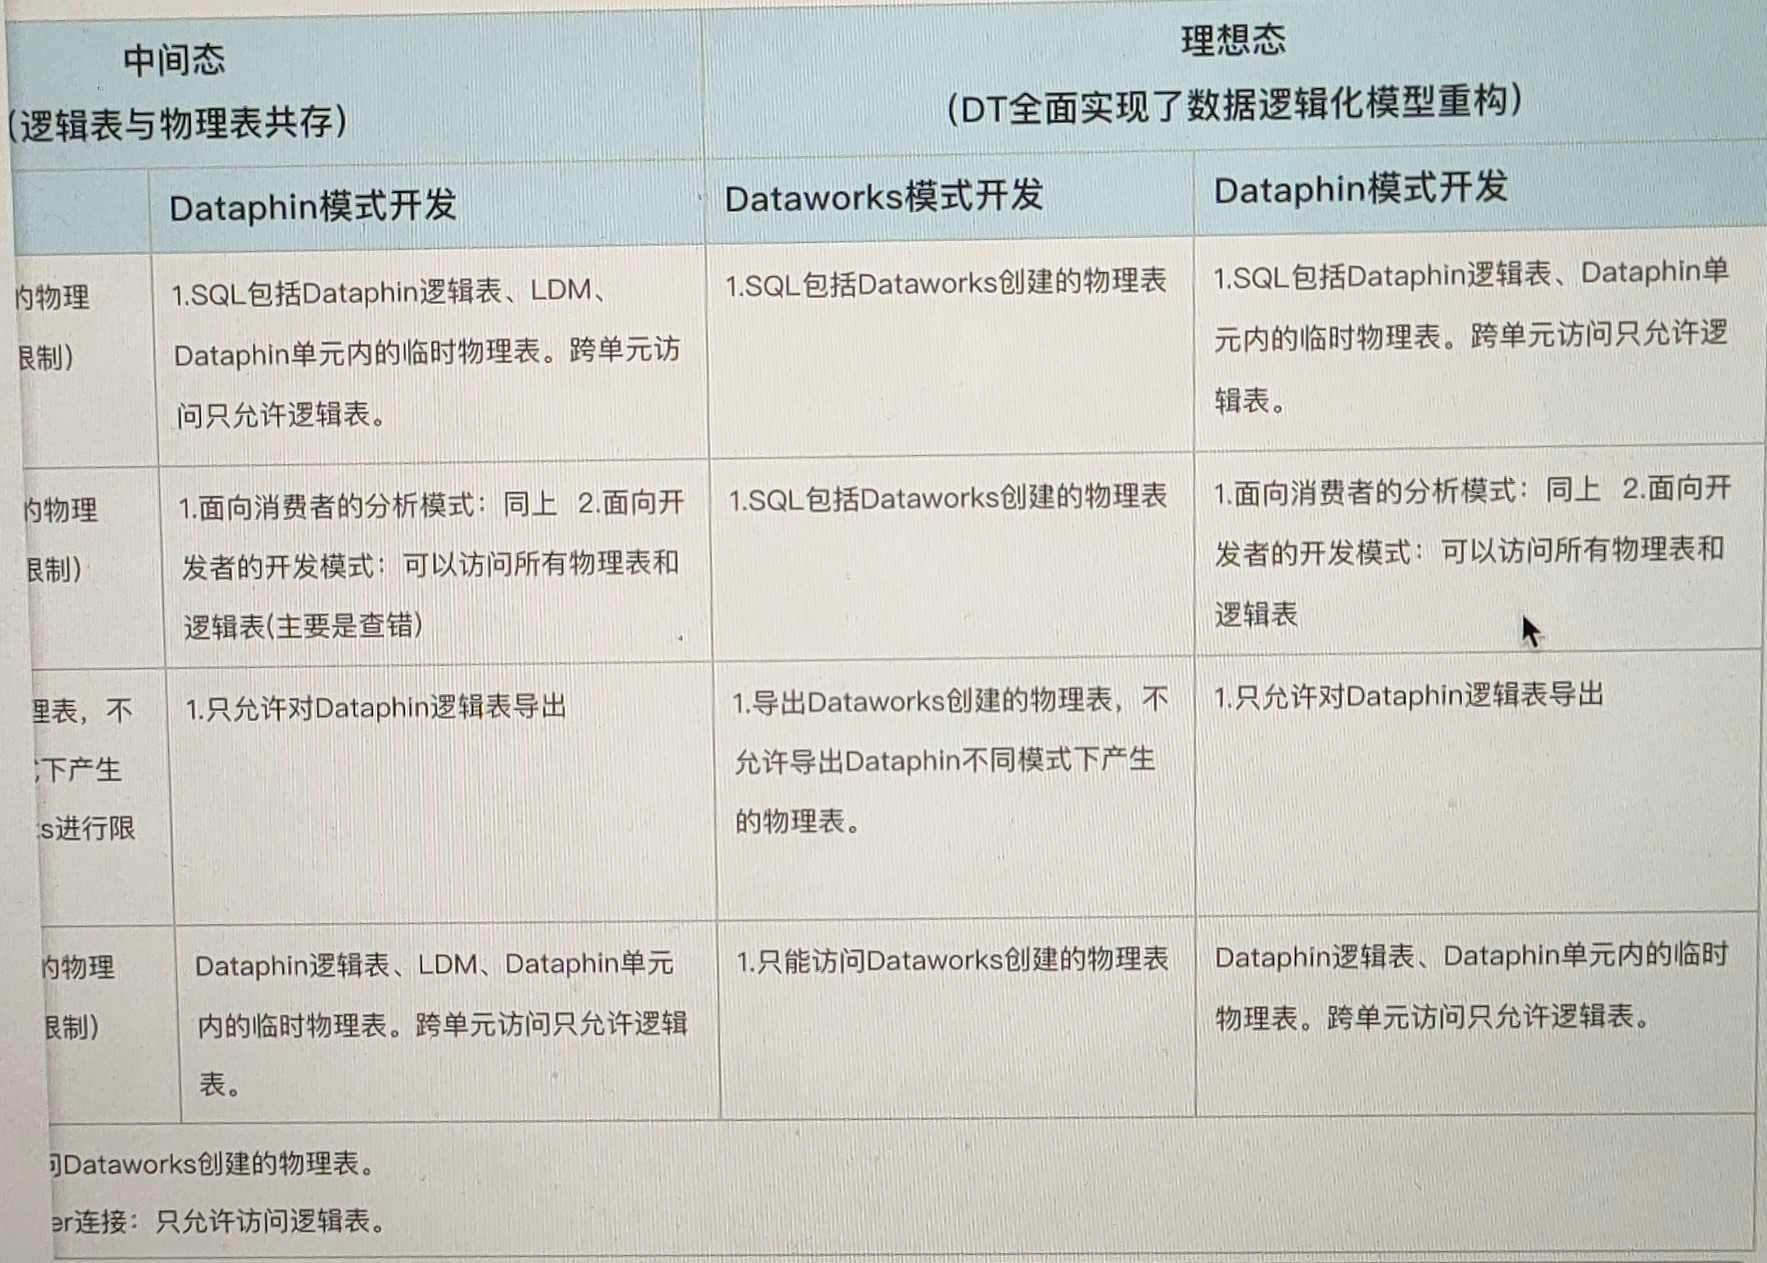 中间态
(逻辑表与物理表共存)
理想态
(DT全面实现了数据逻辑化模型重构)
Dataphin模式开发
Dataworks模式开发
Dataphin模式开发
的物理
限制)
1.SQL包括Dataphin逻辑表、LDM、
Dataphin单元内的临时物理表。跨单元访
问只允许逻辑表。
1.SQL包括Dataworks创建的物理表
1.SQL包括Dataphin逻辑表、Dataphin单
元内的临时物理表。跨单元访问只允许逻
辑表。
的物理
限制)
1.面向消费者的分析模式：同上 2.面向开
发者的开发模式：可以访问所有物理表和
逻辑表(主要是查错)
1.SQL包括Dataworks创建的物理表
1.面向消费者的分析模式：同上 2.面向开
发者的开发模式：可以访问所有物理表和
逻辑表
理表，不
下产生
s进行限
1.只允许对Dataphin逻辑表导出
1.导出Dataworks创建的物理表，不
允许导出Dataphin不同模式下产生
的物理表。
1.只允许对Dataphin逻辑表导出
的物理
限制)
Dataphin逻辑表、LDM、Dataphin单元
内的临时物理表。跨单元访问只允许逻辑
表。
1.只能访问Dataworks创建的物理表
Dataphin逻辑表、Dataphin单元内的临时
物理表。跨单元访问只允许逻辑表。
问Dataworks创建的物理表。
er连接：只允许访问逻辑表。